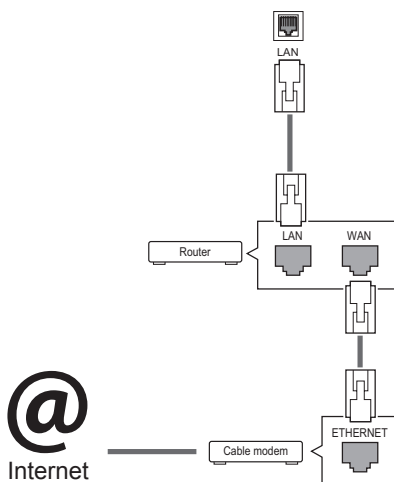 LAN
LAN WAN
Router
ETHERNET
@
Internet
Cable modem